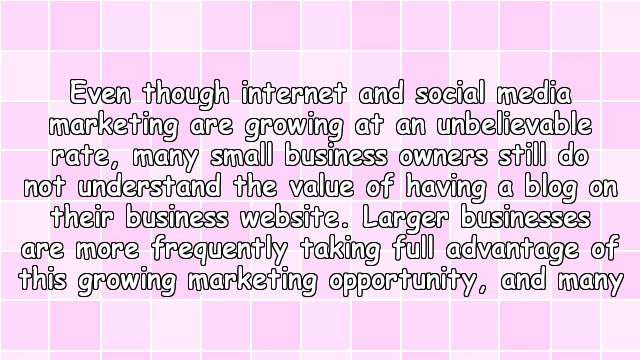 Even though internet and social media
marketing are growing at an unbelievable
rate, many small business owners still do
not understand the value of having a blog on
their business website. Larger businesses
are more frequently taking full advantage of
this growing marketing opportunity, and many